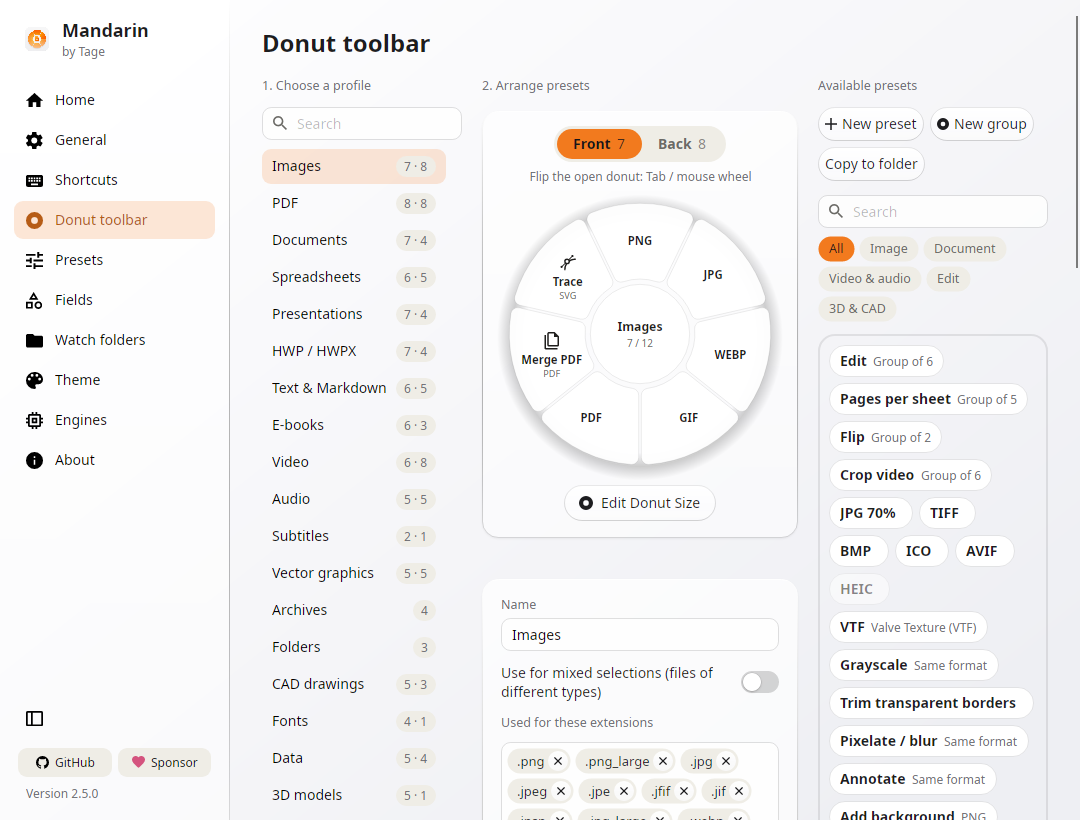 Mandarin
by Tage
Home
General
Shortcuts
Donut toolbar
Presets
Fields
Watch folders
Theme
Engines
About
GitHub
Sponsor
Version 2.5.0
Donut toolbar
1. Choose a profile
Search
Images 7 · 8
PDF 8 · 8
Documents 7 · 4
Spreadsheets 6 · 5
Presentations 7 · 4
HWP / HWPX 7 · 4
Text & Markdown 6 · 5
E-books 6 · 3
Video 6 · 8
Audio 5 · 5
Subtitles 2 · 1
Vector graphics 5 · 5
Archives 4
Folders 3
CAD drawings 5 · 3
Fonts 4 · 1
Data 5 · 4
3D models 5 · 1
2. Arrange presets
Front 7 Back 8
Flip the open donut: Tab / mouse wheel
PNG
JPG
WEBP
GIF
PDF
Merge PDF
PDF
Trace
SVG
Images
7 / 12
Edit Donut Size
Name
Images
Use for mixed selections (files of
different types)
Used for these extensions
.png .png_large .jpg
.jpeg .jpe .jfif .jif
Available presets
New preset New group
Copy to folder
Search
All Image Document
Video & audio Edit
3D & CAD
Edit Group of 6
Pages per sheet Group of 5
Flip Group of 2
Crop video Group of 6
JPG 70% TIFF
BMP ICO AVIF
HEIC
VTF Valve Texture (VTF)
Grayscale Same format
Trim transparent borders
Pixelate / blur Same format
Annotate Same format
Add background PNG